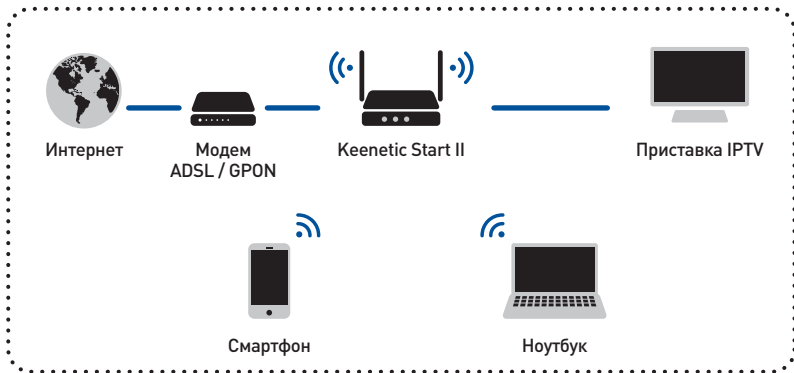 Интернет
Модем
ADSL / GPON
Keenetic Start II
Приставка IPTV
Смартфон
Ноутбук